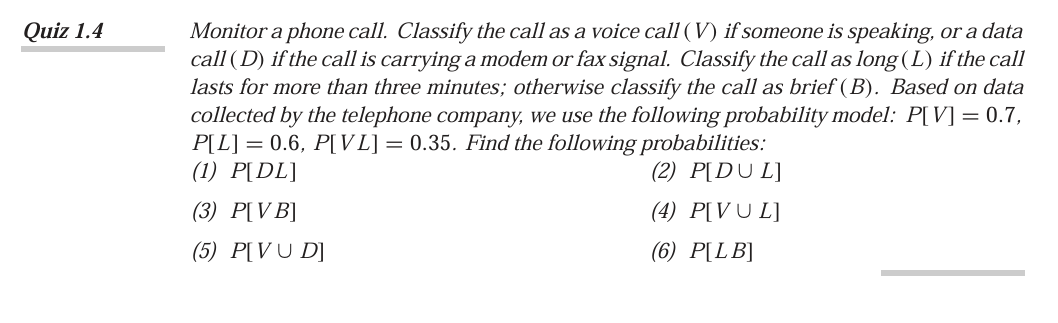 Quiz 1.4
Monitor a phone call. Classify the call as a voice call (V) if someone is speaking, or a data
call (D) if the call is carrying a modem or fax signal. Classify the call as long (L) if the call
lasts for more than three minutes; otherwise classify the call as brief (B). Based on data
collected by the telephone company, we use the following probability model: P[V] = 0.7,
P[L] = 0.6, P[VL] = 0.35. Find the following probabilities:
(1) P[DL]
(2) P[D ∪ L]
(3) P[VB]
(4) P[V ∪ L]
(5) P[V ∪ D]
(6) P[LB]